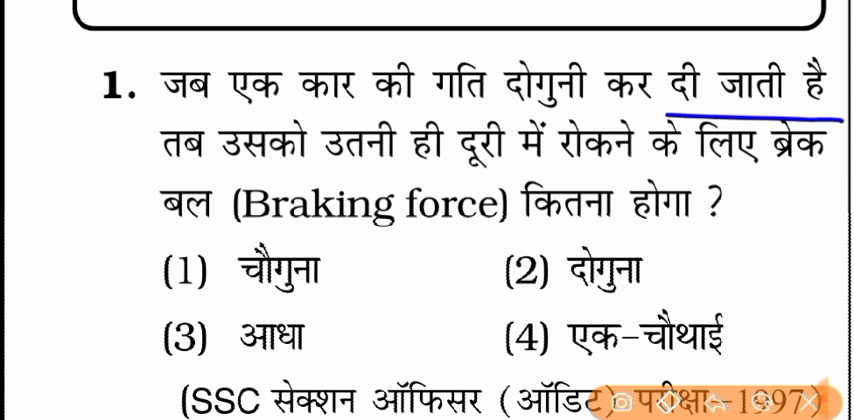 1. जब एक कार की गति दोगुनी कर दी जाती है
तब उसको उतनी ही दूरी में रोकने के लिए ब्रेक
बल (Braking force) कितना होगा ?
(1) चौगुना (2) दोगुना
(3) आधा (4) एक-चौथाई
(SSC सेक्शन ऑफिसर (ऑडिट) परीक्षा-1997)